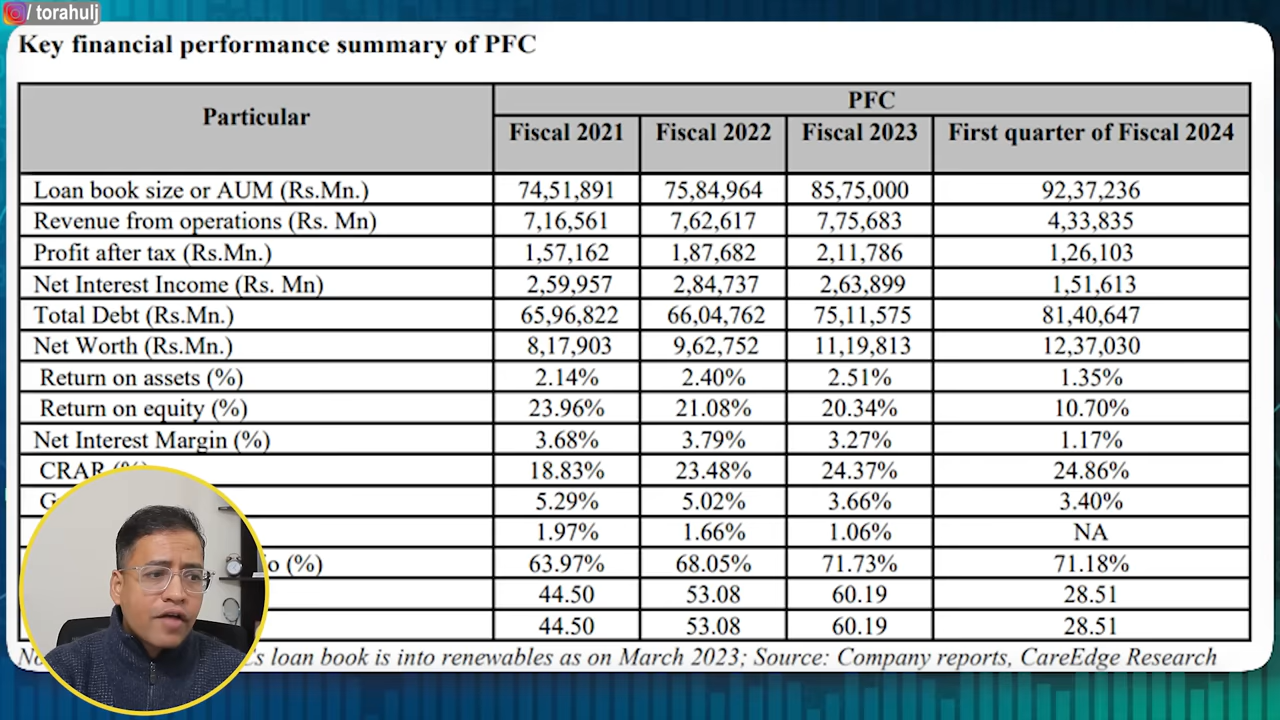 / torahulj
Key financial performance summary of PFC
Particular PFC
Fiscal 2021 Fiscal 2022 Fiscal 2023 First quarter of Fiscal 2024
Loan book size or AUM (Rs.Mn.) 74,51,891 75,84,964 85,75,000 92,37,236
Revenue from operations (Rs. Mn) 7,16,561 7,62,617 7,75,683 4,33,835
Profit after tax (Rs.Mn.) 1,57,162 1,87,682 2,11,786 1,26,103
Net Interest Income (Rs. Mn) 2,59,957 2,84,737 2,63,899 1,51,613
Total Debt (Rs.Mn.) 65,96,822 66,04,762 75,11,575 81,40,647
Net Worth (Rs.Mn.) 8,17,903 9,62,752 11,19,813 12,37,030
Return on assets (%) 2.14% 2.40% 2.51% 1.35%
Return on equity (%) 23.96% 21.08% 20.34% 10.70%
Net Interest Margin (%) 3.68% 3.79% 3.27% 1.17%
CRAR (%) 18.83% 23.48% 24.37% 24.86%
5.29% 5.02% 3.66% 3.40%
1.97% 1.66% 1.06% NA
(%) 63.97% 68.05% 71.73% 71.18%
44.50 53.08 60.19 28.51
44.50 53.08 60.19 28.51
loan book is into renewables as on March 2023; Source: Company reports, CareEdge Research